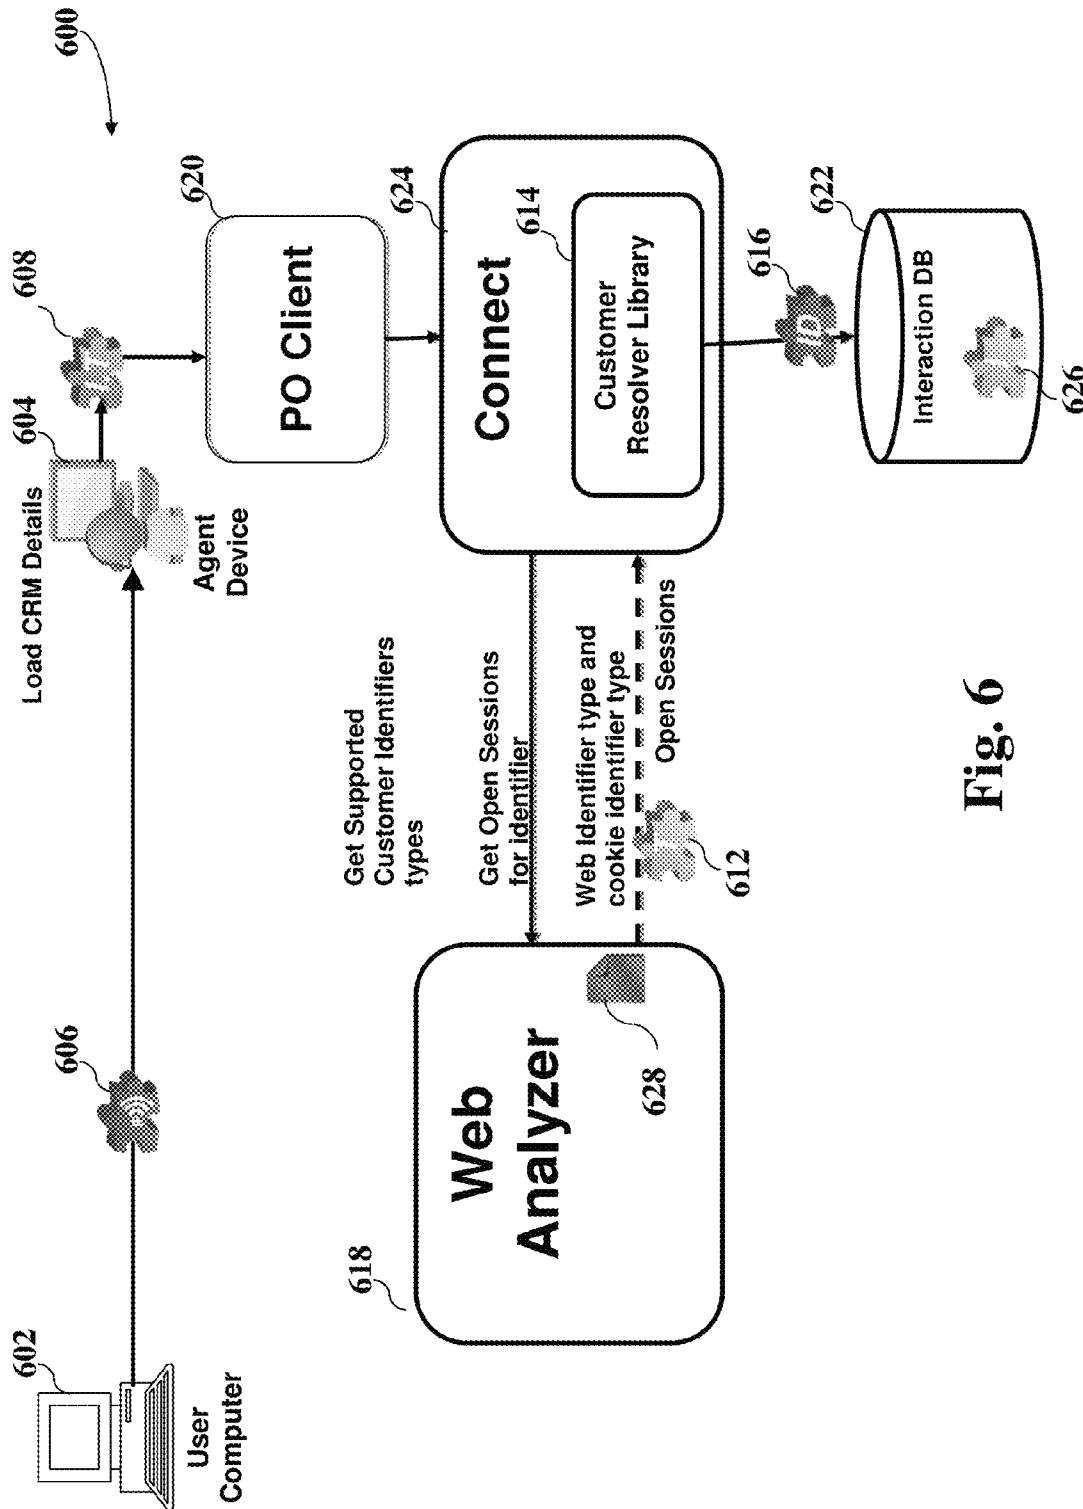 600
602
User
Computer
606
Load CRM Details
604
Agent
Device
608
620
PO Client
Get Supported
Customer Identifiers
types
Get Open Sessions
for identifier
Web Identifier type and
cookie identifier type
Open Sessions
612
618
Web
Analyzer
628
624
Connect
614
Customer
Resolver Library
616
ID
622
Interaction DB
626
Fig. 6